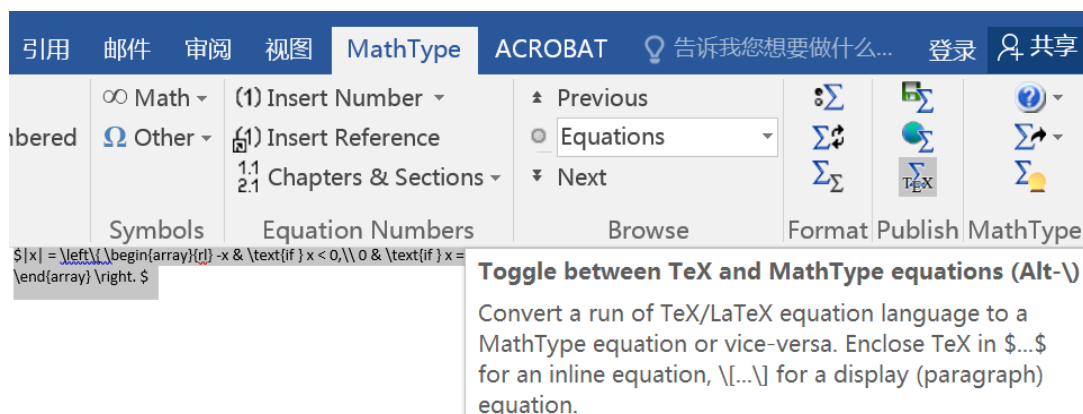 引用 邮件 审阅 视图 MathType ACROBAT 告诉我您想要做什么... 登录 共享
∞ Math (1) Insert Number Previous
nbered Ω Other (1) Insert Reference Equations
1.1 2.1 Chapters & Sections Next
Symbols Equation Numbers Browse Format Publish MathType
$|x| = \left\{ \begin{array}{rl} -x & \text{if } x < 0,\\ 0 & \text{if } x =
\end{array} \right. $
Toggle between TeX and MathType equations (Alt-\)
Convert a run of TeX/LaTeX equation language to a
MathType equation or vice-versa. Enclose TeX in $...$
for an inline equation, \[...\] for a display (paragraph)
equation.